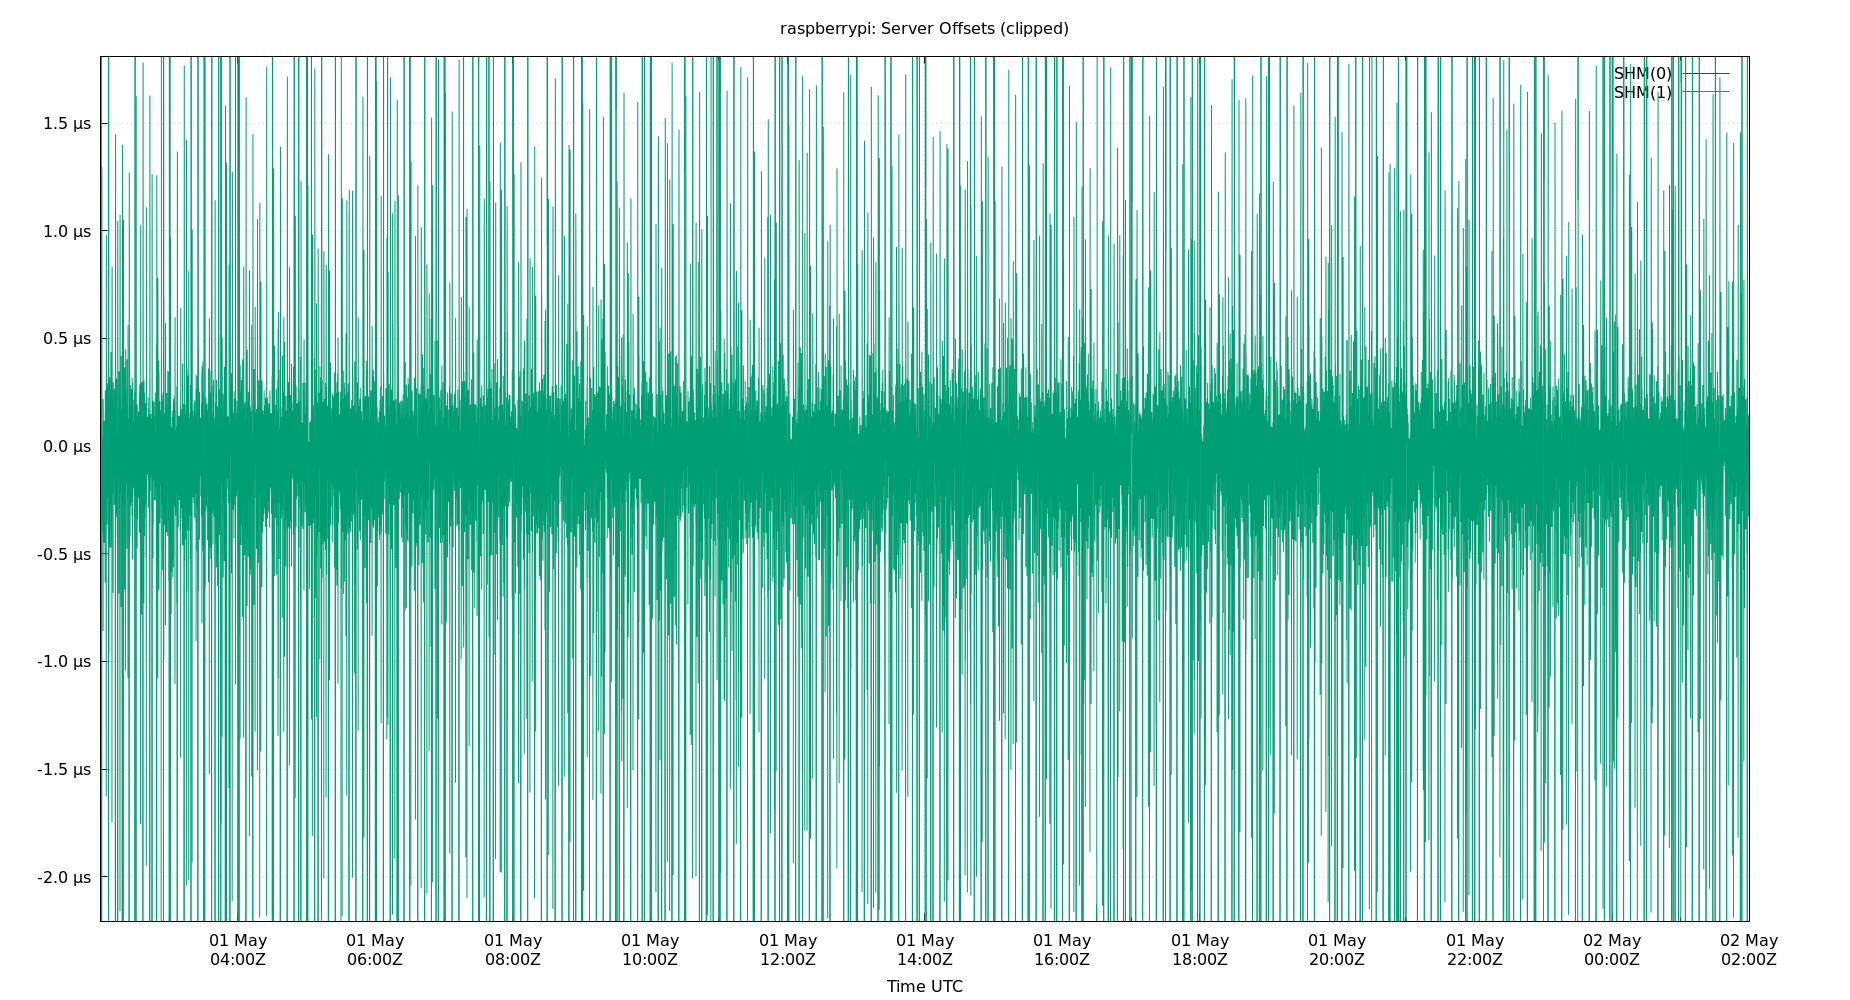 raspberrypi: Server Offsets (clipped)
SHM(0)
SHM(1)
1.5 µs
1.0 µs
0.5 µs
0.0 µs
-0.5 µs
-1.0 µs
-1.5 µs
-2.0 µs
01 May 01 May 01 May 01 May 01 May 01 May 01 May 01 May 01 May 01 May 02 May 02 May
04:00Z 06:00Z 08:00Z 10:00Z 12:00Z 14:00Z 16:00Z 18:00Z 20:00Z 22:00Z 00:00Z 02:00Z
Time UTC